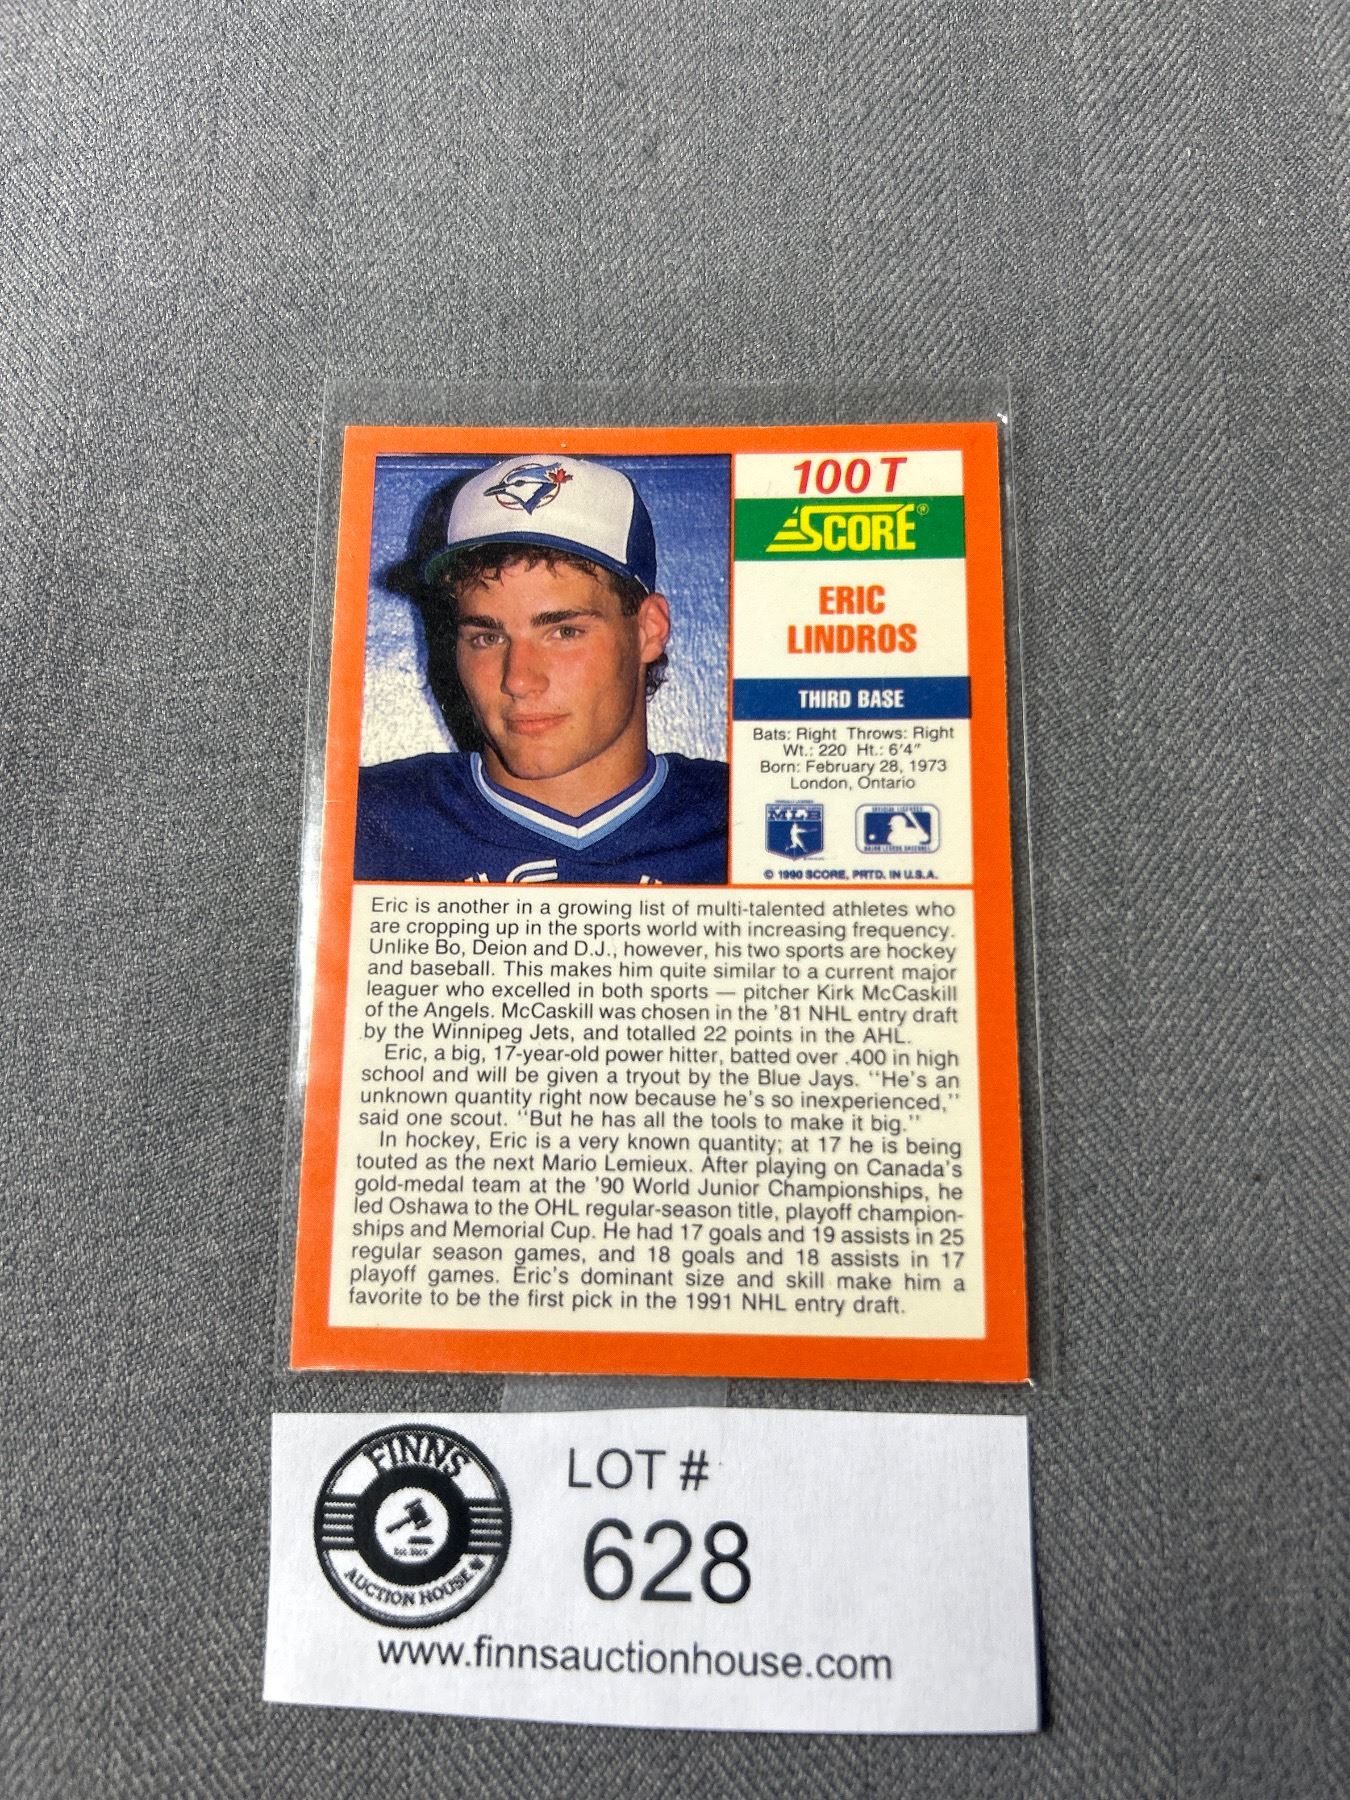 100T
SCORE®
ERIC
LINDROS
THIRD BASE
Bats: Right Throws: Right
Wt.: 220 Ht.: 6'4"
Born: February 28, 1973
London, Ontario
MLB
© 1990 SCORE, PRTD. IN U.S.A.
Eric is another in a growing list of multi-talented athletes who
are cropping up in the sports world with increasing frequency.
Unlike Bo, Deion and D.J., however, his two sports are hockey
and baseball. This makes him quite similar to a current major
leaguer who excelled in both sports — pitcher Kirk McCaskill
of the Angels. McCaskill was chosen in the '81 NHL entry draft
by the Winnipeg Jets, and totalled 22 points in the AHL.
Eric, a big, 17-year-old power hitter, batted over .400 in high
school and will be given a tryout by the Blue Jays. "He's an
unknown quantity right now because he's so inexperienced,"
said one scout. "But he has all the tools to make it big."
In hockey, Eric is a very known quantity; at 17 he is being
touted as the next Mario Lemieux. After playing on Canada's
gold-medal team at the '90 World Junior Championships, he
led Oshawa to the OHL regular-season title, playoff champion-
ships and Memorial Cup. He had 17 goals and 19 assists in 25
regular season games, and 18 goals and 18 assists in 17
playoff games. Eric's dominant size and skill make him a
favorite to be the first pick in the 1991 NHL entry draft.
FINNS
AUCTION HOUSE
LOT #
628
www.finnsauctionhouse.com